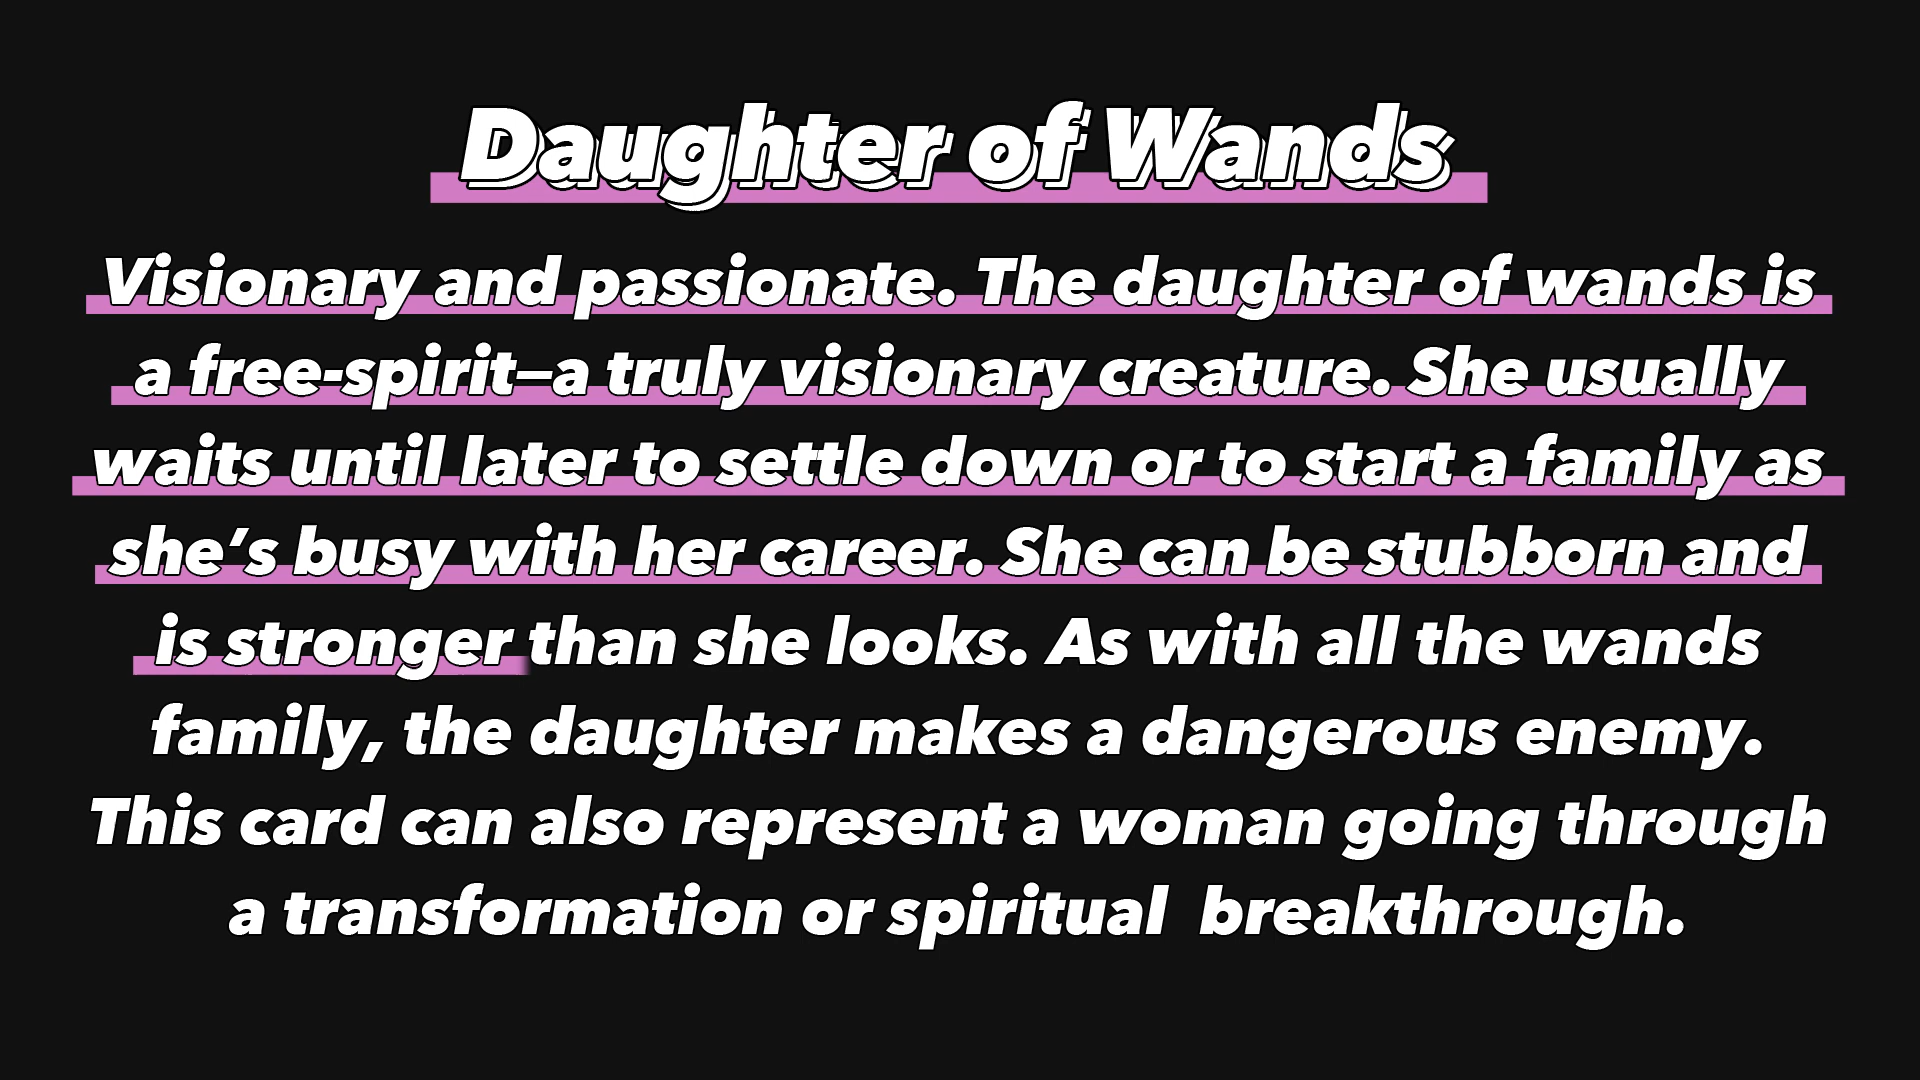 Daughter of Wands
Visionary and passionate. The daughter of wands is
a free-spirit—a truly visionary creature. She usually
waits until later to settle down or to start a family as
she’s busy with her career. She can be stubborn and
is stronger than she looks. As with all the wands
family, the daughter makes a dangerous enemy.
This card can also represent a woman going through
a transformation or spiritual  breakthrough.